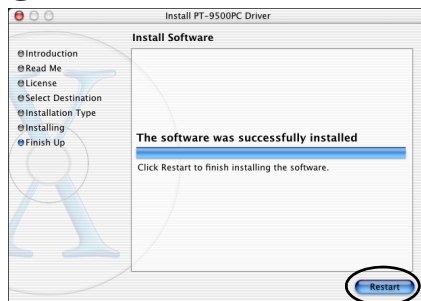 Install PT-9500PC Driver
Install Software
Introduction
Read Me
License
Select Destination
Installation Type
Installing
Finish Up
The software was successfully installed
Click Restart to finish installing the software.
Restart